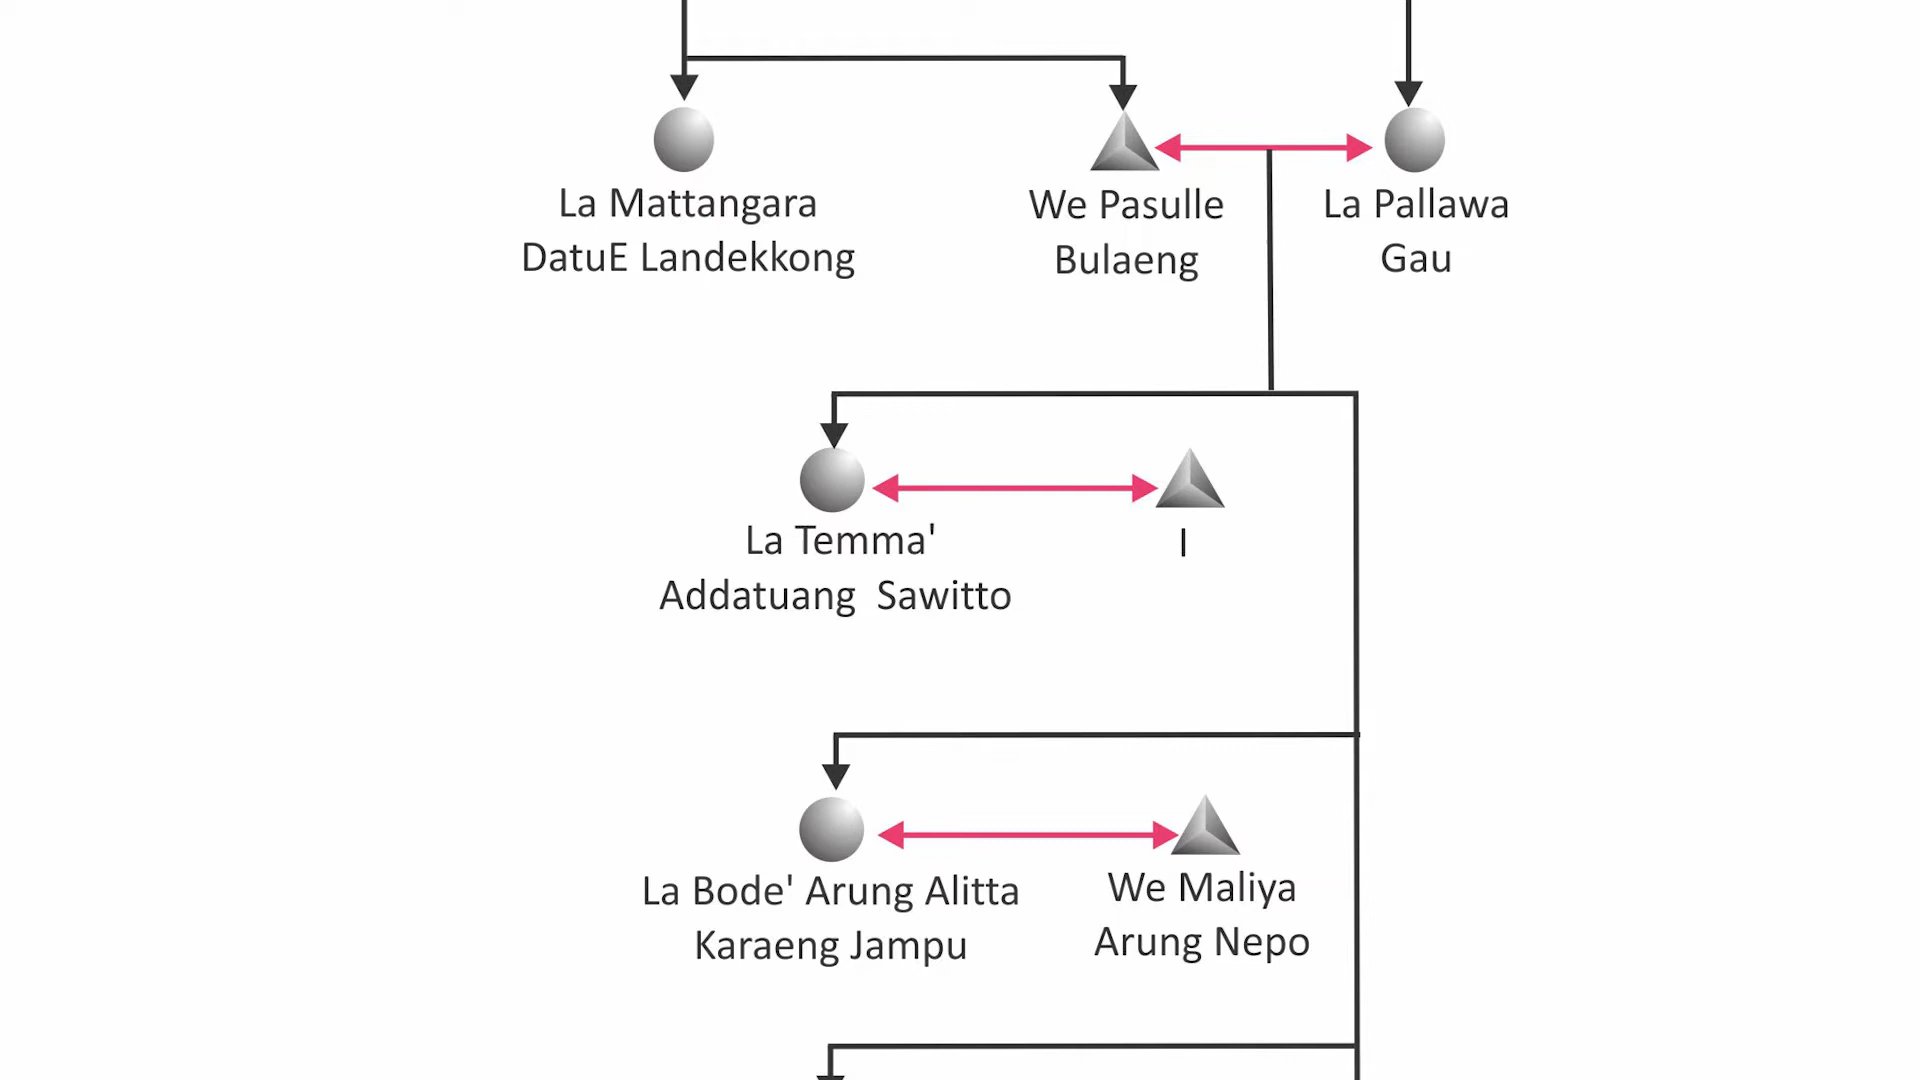 La Mattangara
DatuE Landekkong
We Pasulle
Bulaeng
La Pallawa
Gau
La Temma'
Addatuang  Sawitto
I
La Bode' Arung Alitta
Karaeng Jampu
We Maliya
Arung Nepo